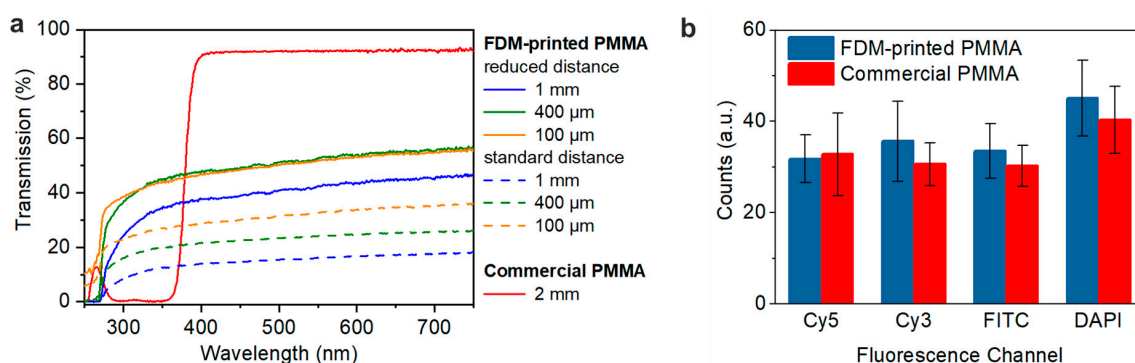 a
Transmission (%)
100
80
60
40
20
0
300
400
500
600
700
Wavelength (nm)
FDM-printed PMMA
reduced distance
1 mm
400 µm
100 µm
standard distance
1 mm
400 µm
100 µm
Commercial PMMA
2 mm
b
Counts (a.u.)
60
40
20
0
FDM-printed PMMA
Commercial PMMA
Cy5
Cy3
FITC
DAPI
Fluorescence Channel